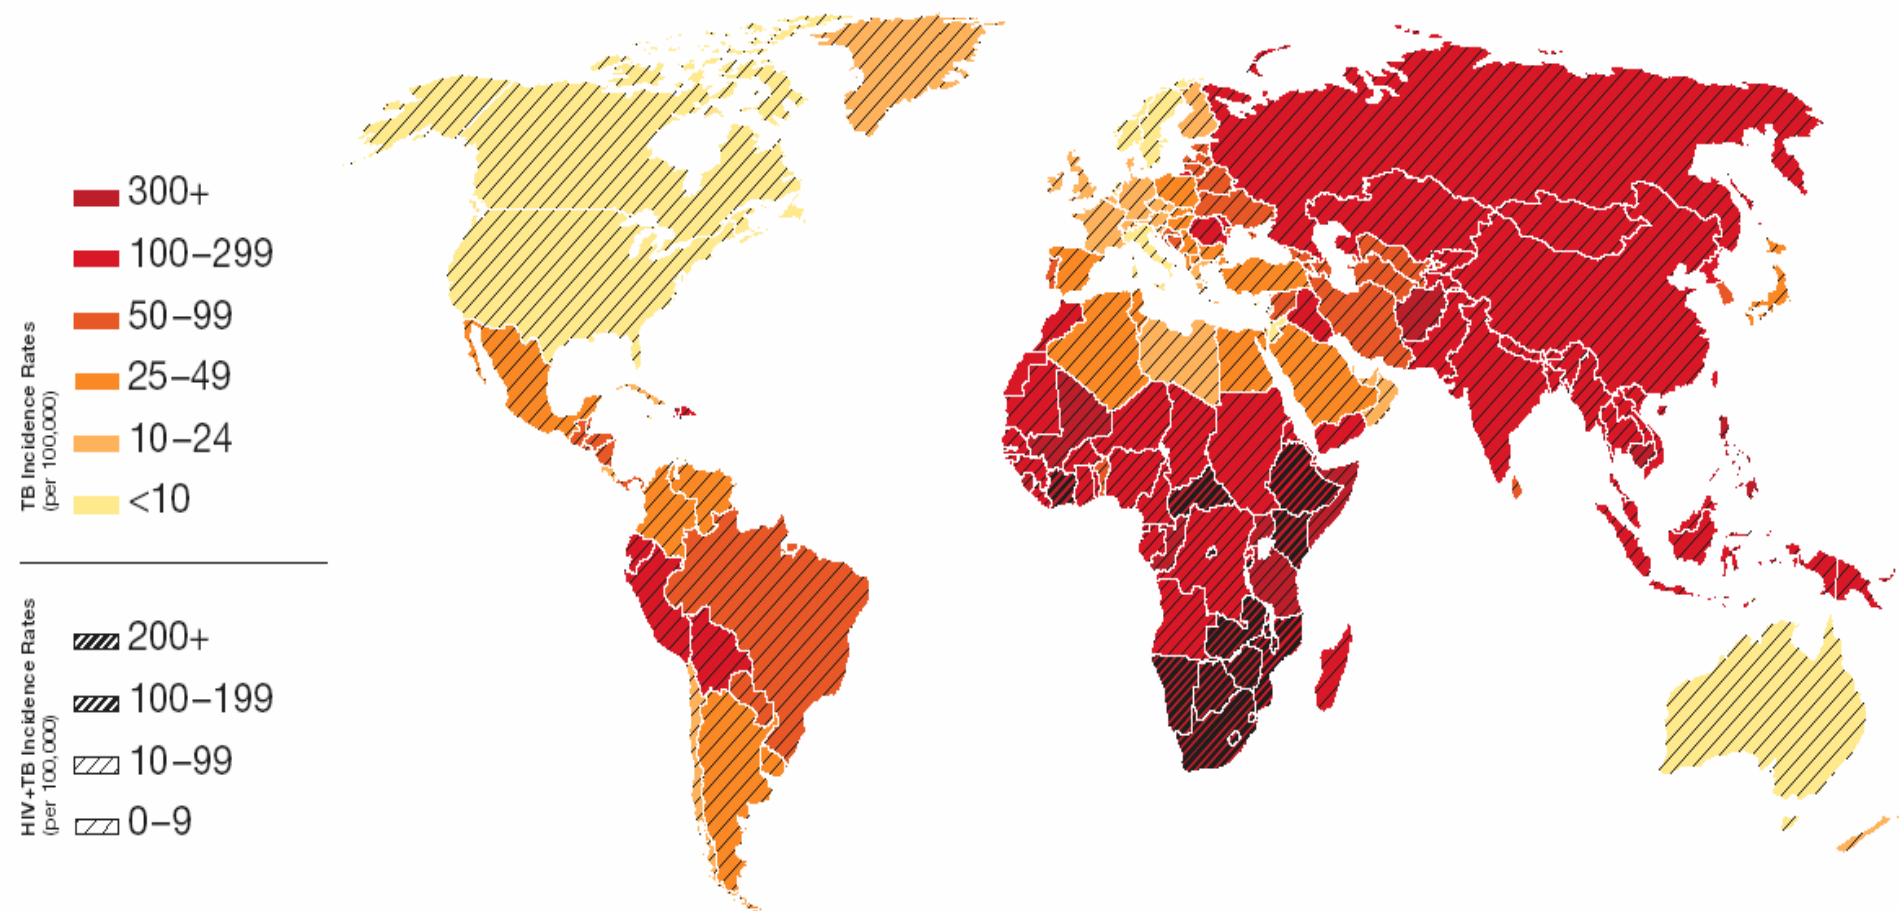 TB Incidence Rates
(per 100,000)
300+
100–299
50–99
25–49
10–24
<10
HIV+TB Incidence Rates
(per 100,000)
200+
100–199
10–99
0–9